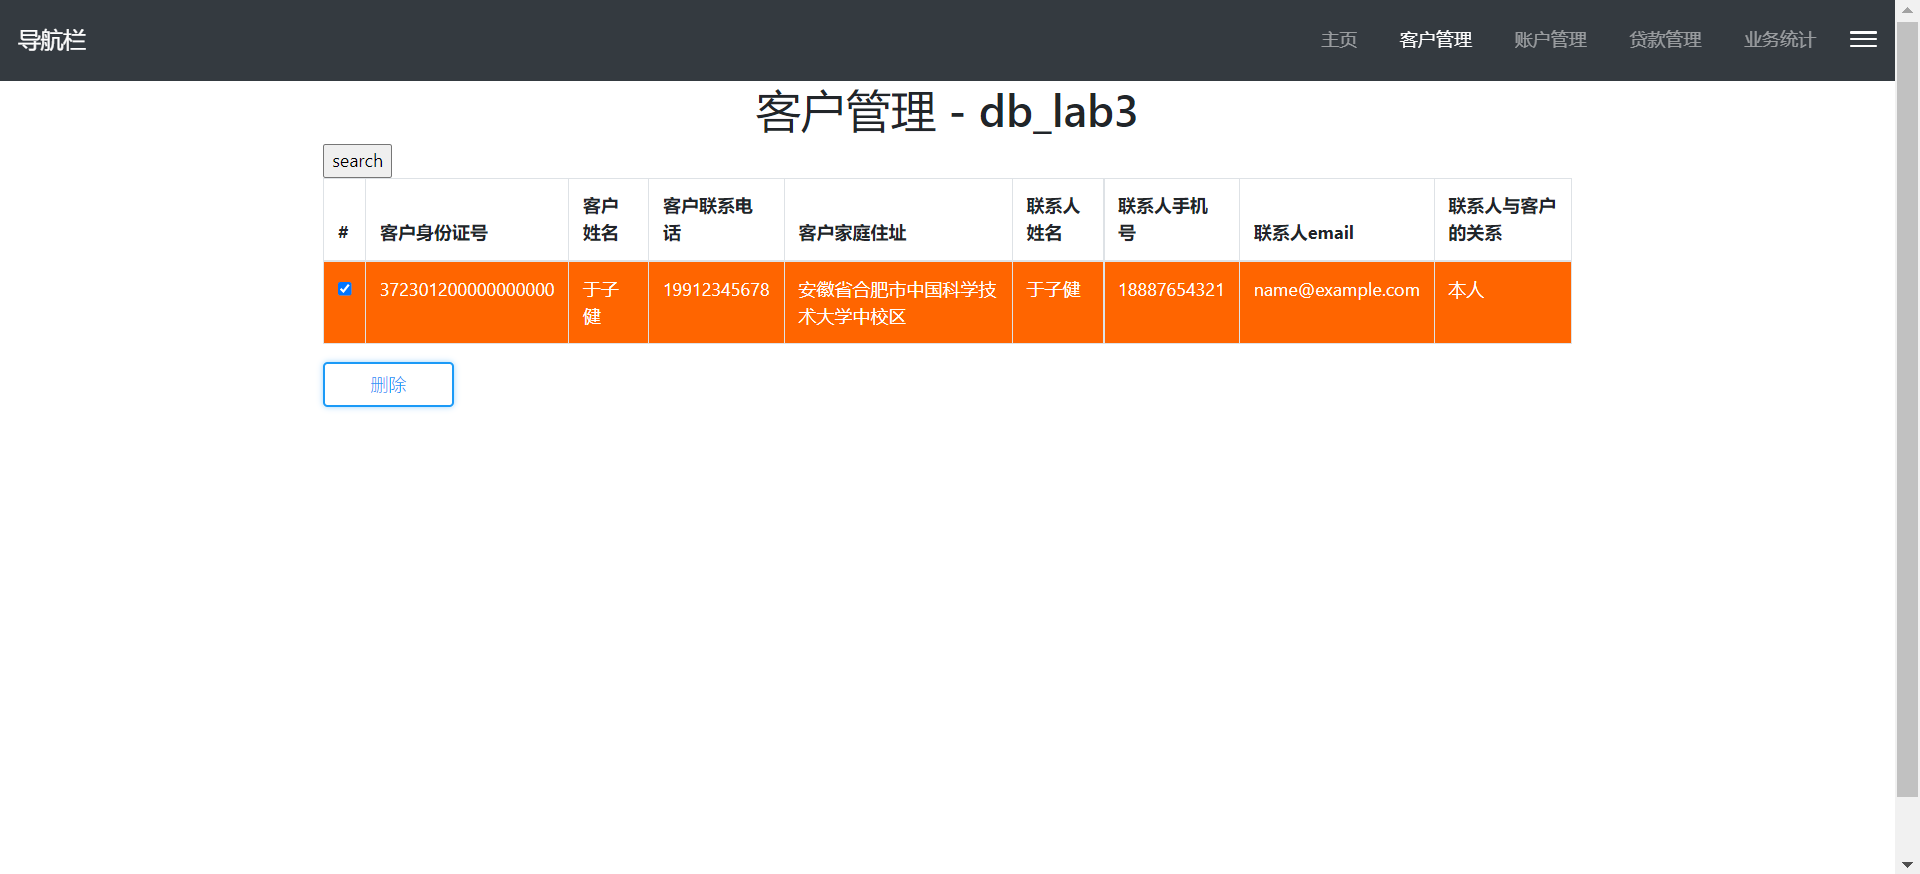 导航栏 主页 客户管理 账户管理 贷款管理 业务统计
客户管理 - db_lab3
search
# 客户身份证号 客户姓名 客户联系电话 客户家庭住址 联系人姓名 联系人手机号 联系人email 联系人与客户的关系
372301200000000000 于子健 19912345678 安徽省合肥市中国科学技术大学中校区 于子健 18887654321 name@example.com 本人
删除